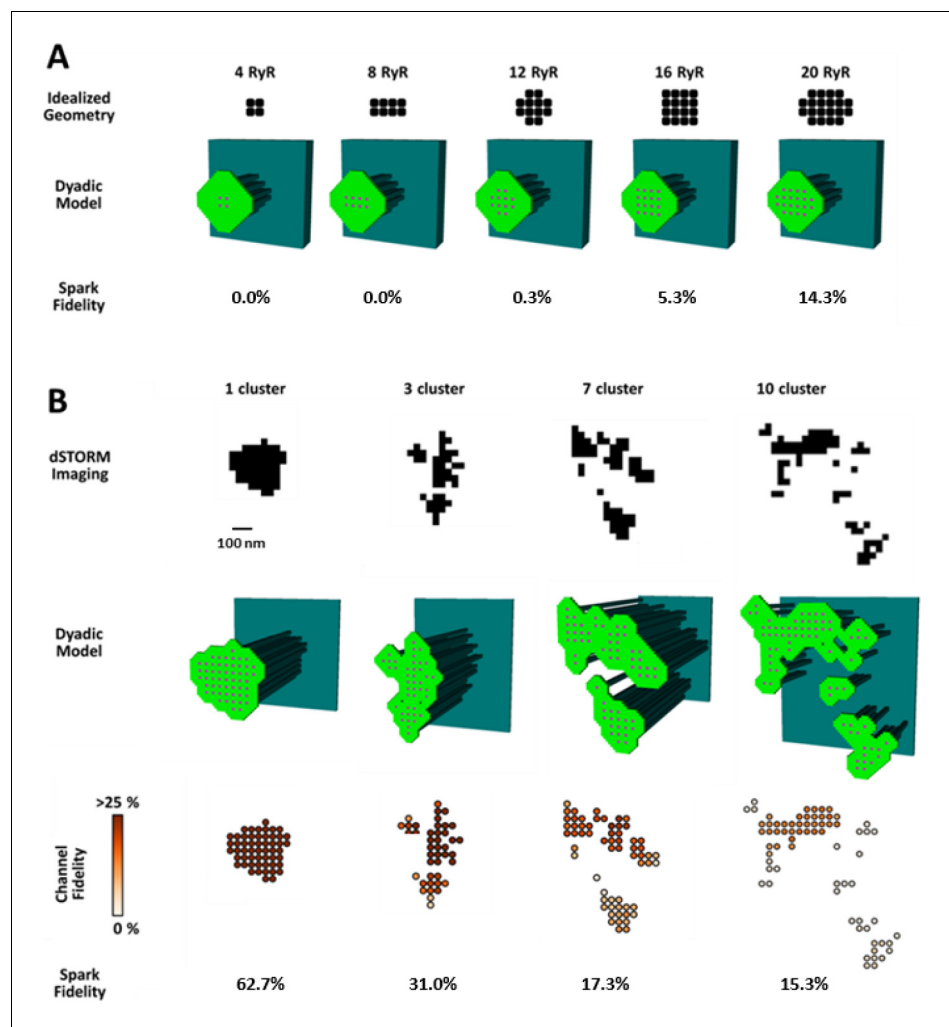 A
4 RyR 8 RyR 12 RyR 16 RyR 20 RyR
Idealized
Geometry
Dyadic
Model
Spark
Fidelity
0.0% 0.0% 0.3% 5.3% 14.3%
B
1 cluster 3 cluster 7 cluster 10 cluster
dSTORM
Imaging
100 nm
Dyadic
Model
>25 %
Channel
Fidelity
0 %
Spark
Fidelity
62.7% 31.0% 17.3% 15.3%